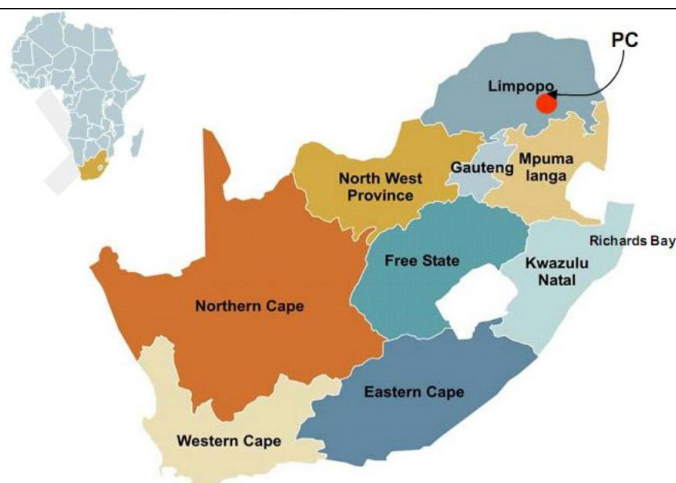 PC
Limpopo
Gauteng
Mpuma
langa
North West
Province
Richards Bay
Free State
Kwazulu
Natal
Northern Cape
Eastern Cape
Western Cape